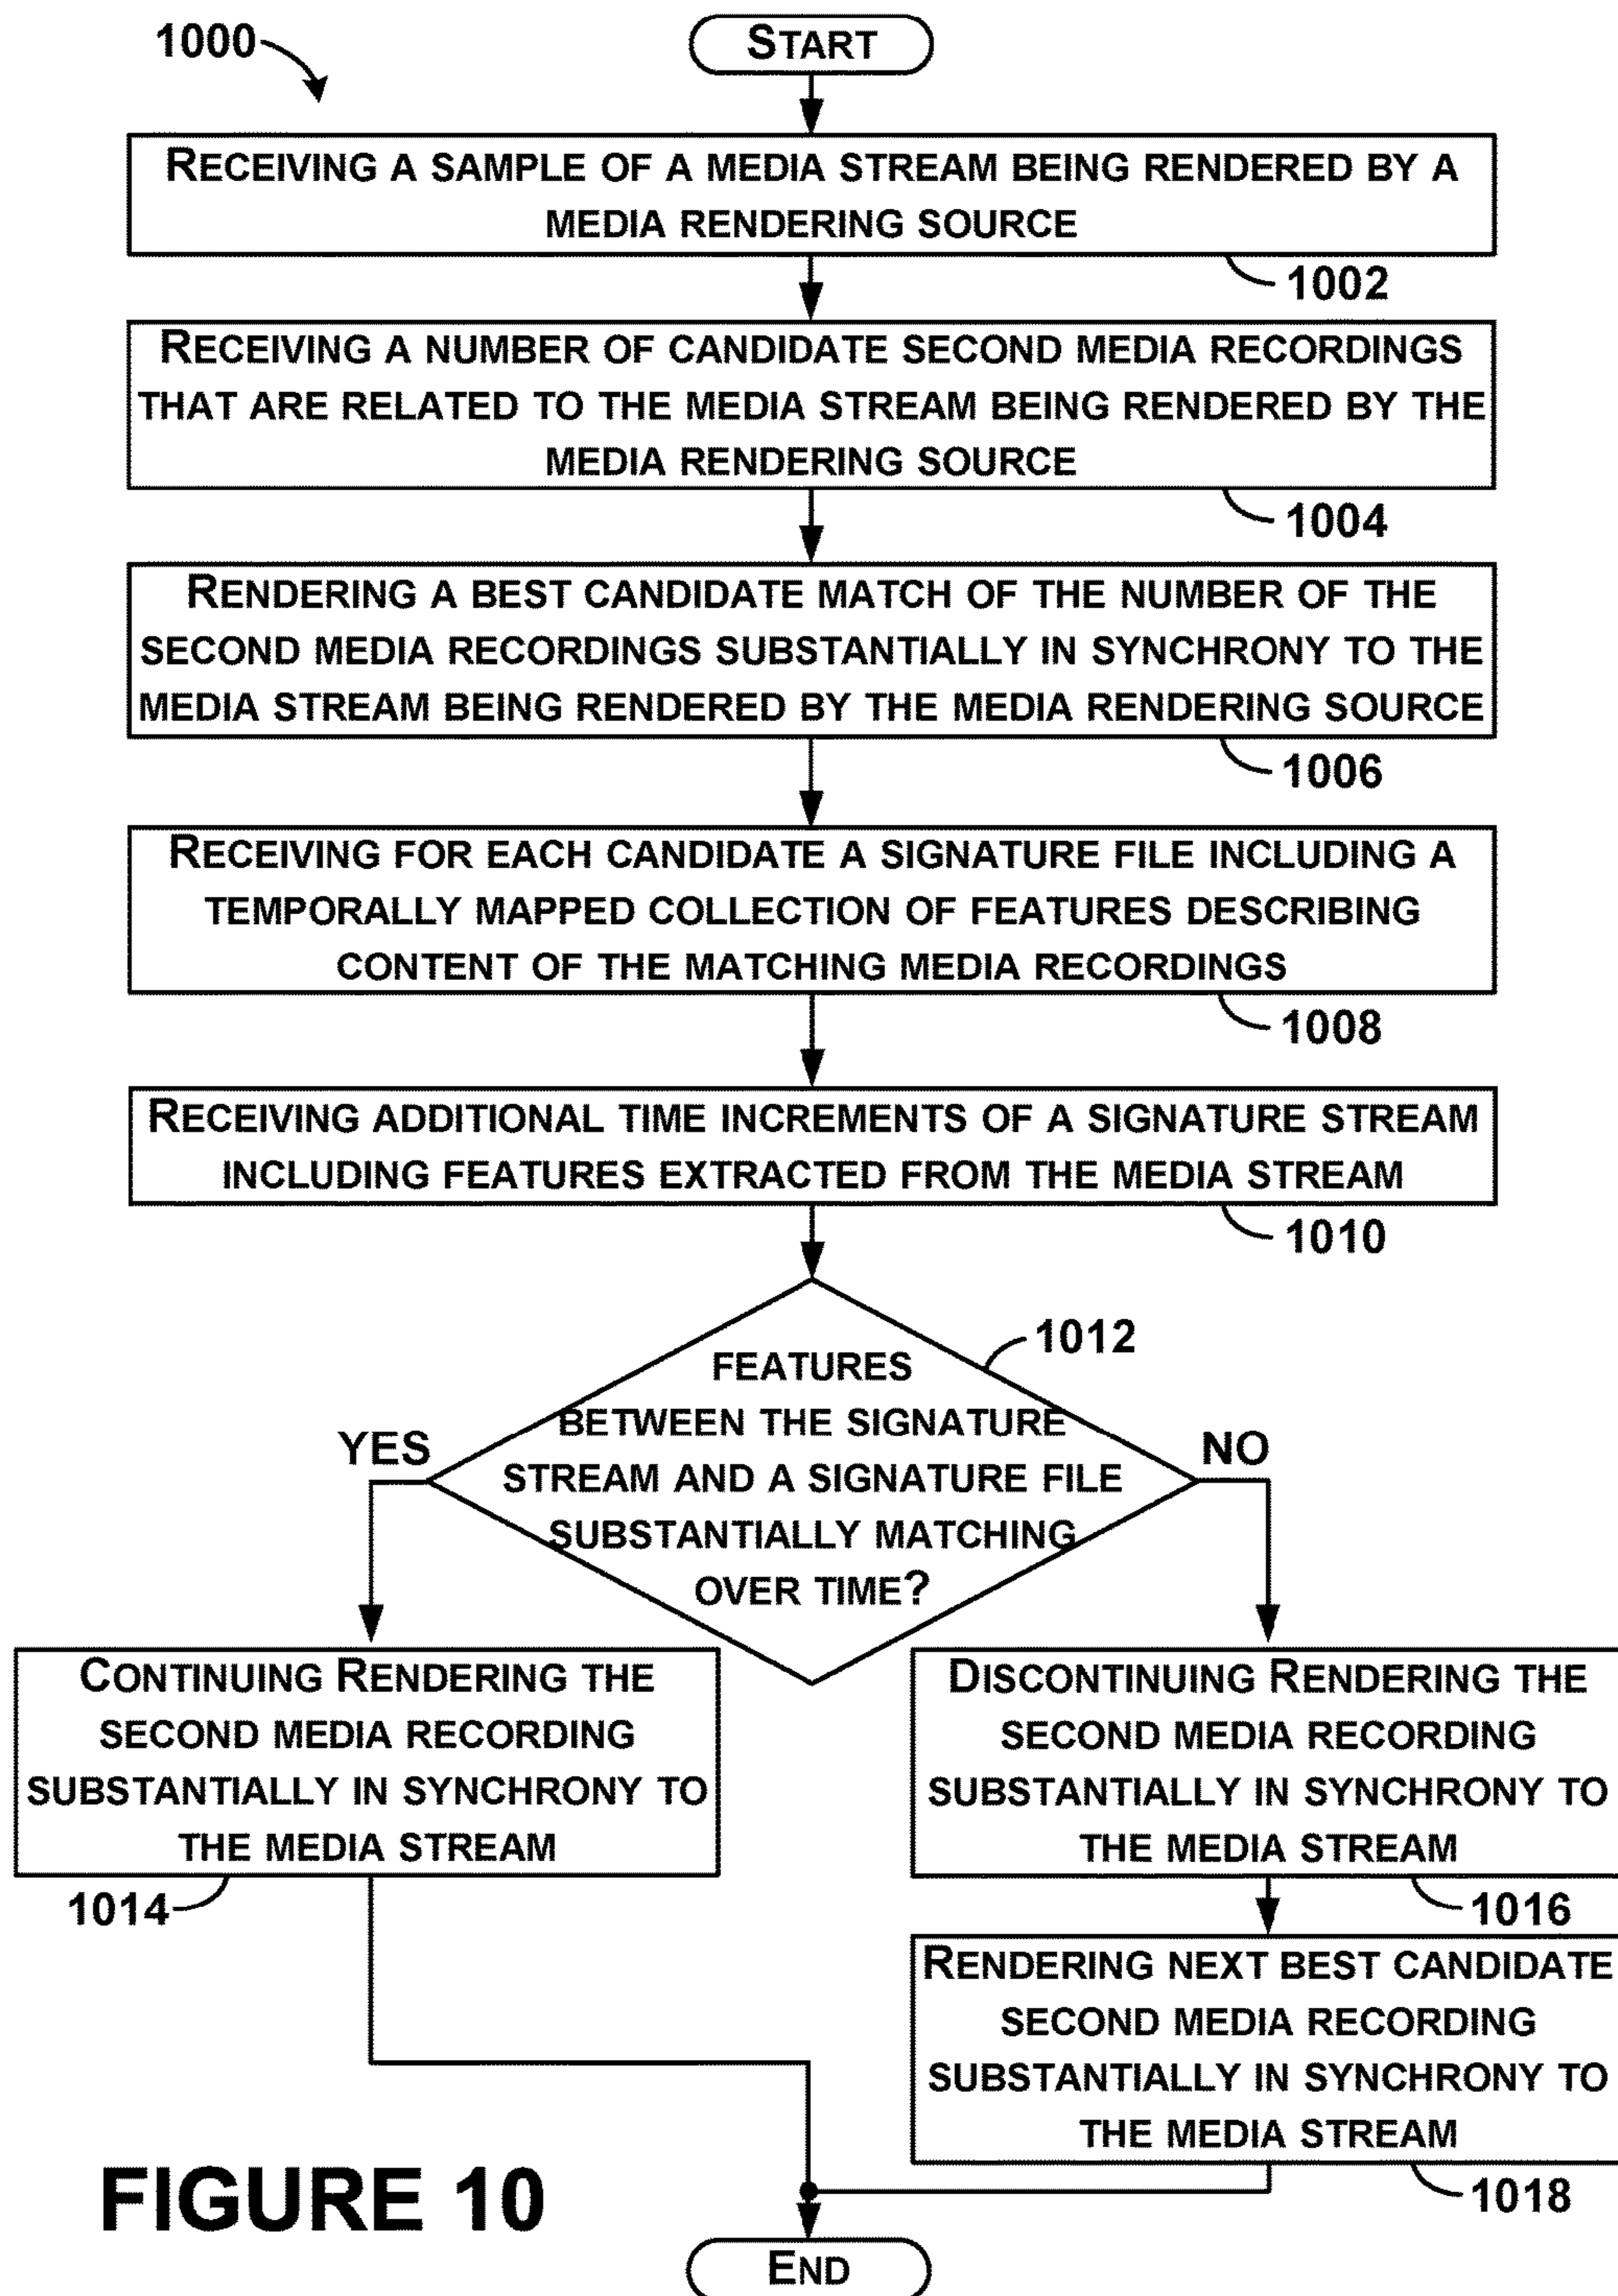 1000
START
RECEIVING A SAMPLE OF A MEDIA STREAM BEING RENDERED BY A
MEDIA RENDERING SOURCE
1002
RECEIVING A NUMBER OF CANDIDATE SECOND MEDIA RECORDINGS
THAT ARE RELATED TO THE MEDIA STREAM BEING RENDERED BY THE
MEDIA RENDERING SOURCE
1004
RENDERING A BEST CANDIDATE MATCH OF THE NUMBER OF THE
SECOND MEDIA RECORDINGS SUBSTANTIALLY IN SYNCHRONY TO THE
MEDIA STREAM BEING RENDERED BY THE MEDIA RENDERING SOURCE
1006
RECEIVING FOR EACH CANDIDATE A SIGNATURE FILE INCLUDING A
TEMPORALLY MAPPED COLLECTION OF FEATURES DESCRIBING
CONTENT OF THE MATCHING MEDIA RECORDINGS
1008
RECEIVING ADDITIONAL TIME INCREMENTS OF A SIGNATURE STREAM
INCLUDING FEATURES EXTRACTED FROM THE MEDIA STREAM
1010
1012
FEATURES
BETWEEN THE SIGNATURE
STREAM AND A SIGNATURE FILE
SUBSTANTIALLY MATCHING
OVER TIME?
YES
NO
CONTINUING RENDERING THE
SECOND MEDIA RECORDING
SUBSTANTIALLY IN SYNCHRONY TO
THE MEDIA STREAM
1014
DISCONTINUING RENDERING THE
SECOND MEDIA RECORDING
SUBSTANTIALLY IN SYNCHRONY TO
THE MEDIA STREAM
1016
RENDERING NEXT BEST CANDIDATE
SECOND MEDIA RECORDING
SUBSTANTIALLY IN SYNCHRONY TO
THE MEDIA STREAM
1018
FIGURE 10
END